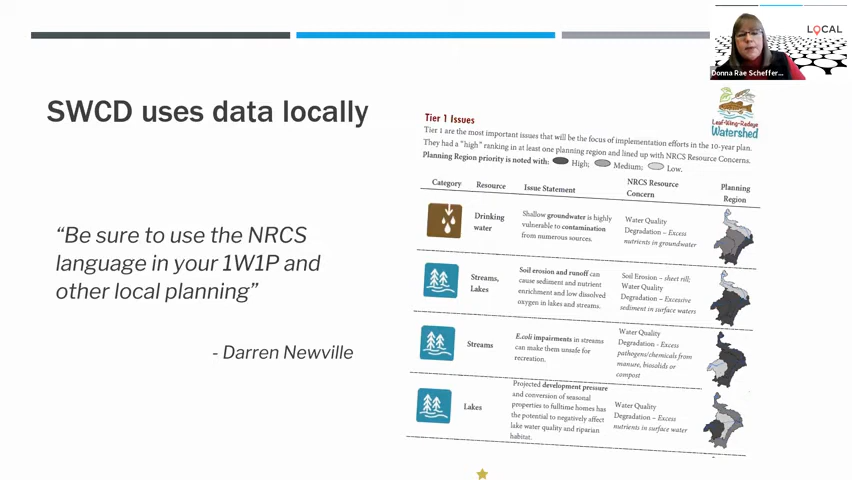 LOCAL
Donna Rae Scheffer...
SWCD uses data locally
“Be sure to use the NRCS
language in your 1W1P and
other local planning”
- Darren Newville
Leaf-Wing-Redeye
Watershed
Tier 1 Issues
Tier 1 are the most important issues that will be the focus of implementation efforts in the 10-year plan.
They had a “high” ranking in at least one planning region and lined up with NRCS Resource Concerns.
Planning Region priority is noted with: High; Medium; Low.
Category Resource Issue Statement NRCS Resource Concern Planning Region
Drinking
water
Shallow groundwater is highly
vulnerable to contamination
from numerous sources.
Water Quality
Degradation – Excess
nutrients in groundwater
Streams,
Lakes
Soil erosion and runoff can
cause sediment and nutrient
enrichment and low dissolved
oxygen in lakes and streams.
Soil Erosion – sheet rill;
Water Quality
Degradation – Excessive
sediment in surface waters
Streams
E.coli impairments in streams
can make them unsafe for
recreation.
Water Quality
Degradation – Excess
pathogens/chemicals from
manure, biosolids or
compost
Lakes
Projected development pressure
and conversion of seasonal
properties to fulltime homes has
the potential to negatively affect
lake water quality and riparian
habitat.
Water Quality
Degradation – Excess
nutrients in surface water